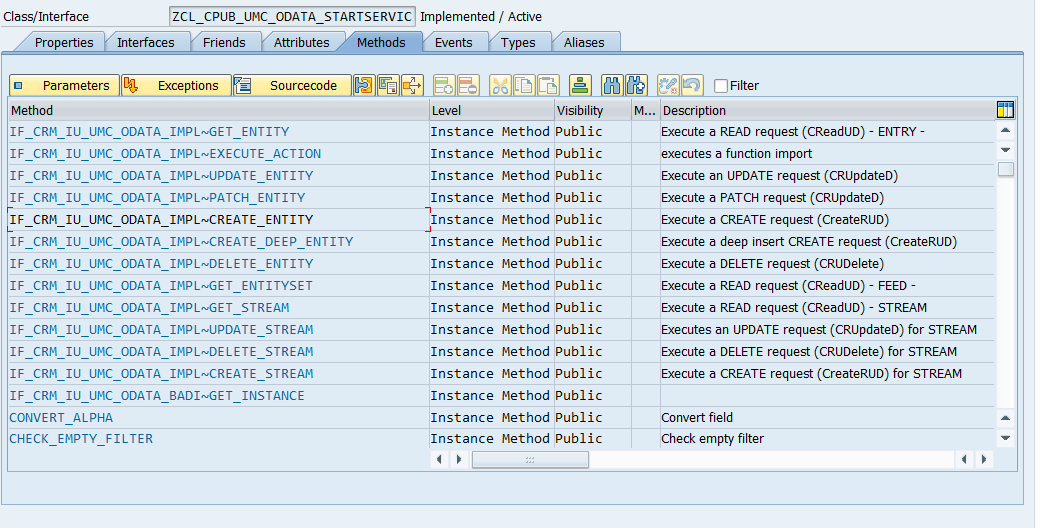 Class/Interface ZCL_CPUB_UMC_ODATA_STARTSERVIC Implemented / Active
Properties Interfaces Friends Attributes Methods Events Types Aliases
Parameters Exceptions Sourcecode Filter
Method Level Visibility M... Description
IF_CRM_IU_UMC_ODATA_IMPL~GET_ENTITY Instance Method Public Execute a READ request (CReadUD) - ENTRY -
IF_CRM_IU_UMC_ODATA_IMPL~EXECUTE_ACTION Instance Method Public executes a function import
IF_CRM_IU_UMC_ODATA_IMPL~UPDATE_ENTITY Instance Method Public Execute an UPDATE request (CRUpdateD)
IF_CRM_IU_UMC_ODATA_IMPL~PATCH_ENTITY Instance Method Public Execute a PATCH request (CRUpdateD)
IF_CRM_IU_UMC_ODATA_IMPL~CREATE_ENTITY Instance Method Public Execute a CREATE request (CreateRUD)
IF_CRM_IU_UMC_ODATA_IMPL~CREATE_DEEP_ENTITY Instance Method Public Execute a deep insert CREATE request (CreateRUD)
IF_CRM_IU_UMC_ODATA_IMPL~DELETE_ENTITY Instance Method Public Execute a DELETE request (CRUDelete)
IF_CRM_IU_UMC_ODATA_IMPL~GET_ENTITYSET Instance Method Public Execute a READ request (CReadUD) - FEED -
IF_CRM_IU_UMC_ODATA_IMPL~GET_STREAM Instance Method Public Execute a READ request (CReadUD) - STREAM
IF_CRM_IU_UMC_ODATA_IMPL~UPDATE_STREAM Instance Method Public Executes an UPDATE request (CRUpdateD) for STREAM
IF_CRM_IU_UMC_ODATA_IMPL~DELETE_STREAM Instance Method Public Execute a DELETE request (CRUDelete) for STREAM
IF_CRM_IU_UMC_ODATA_IMPL~CREATE_STREAM Instance Method Public Execute a CREATE request (CreateRUD) for STREAM
IF_CRM_IU_UMC_ODATA_BADI~GET_INSTANCE Instance Method Public
CONVERT_ALPHA Instance Method Public Convert field
CHECK_EMPTY_FILTER Instance Method Public Check empty filter